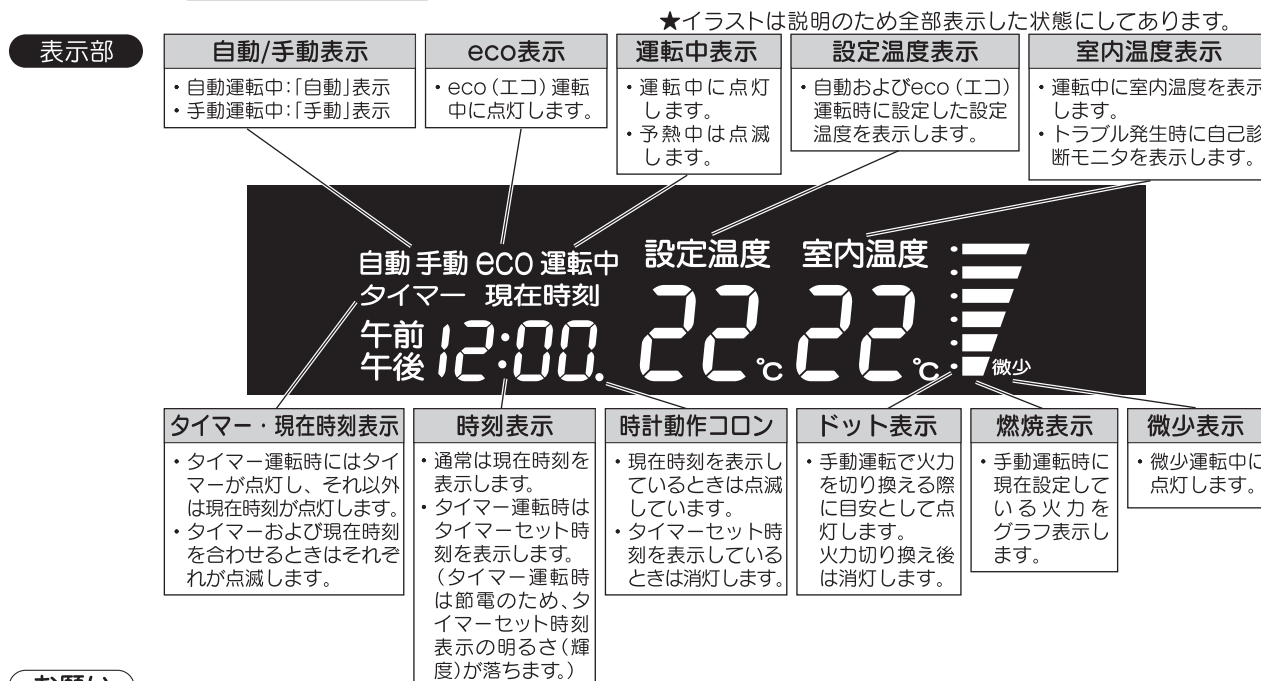 ★イラストは説明のため全部表示した状態にしてあります。
表示部
自動/手動表示
・自動運転中：「自動」表示
・手動運転中：「手動」表示
eco表示
・eco（エコ）運転
中に点灯します。
運転中表示
・運転中に点灯
します。
・予熱中は点滅
します。
設定温度表示
・自動およびeco（エコ）
運転時に設定した設定
温度を表示します。
室内温度表示
・運転中に室内温度を表示
します。
・トラブル発生時に自己診
断モニタを表示します。
自動 手動 eco 運転中
設定温度 室内温度
タイマー 現在時刻
午前
午後
12:00.
22℃ 22℃
微少
タイマー・現在時刻表示
・タイマー運転時にはタイ
マーが点灯し、それ以外
は現在時刻が点灯します。
・タイマーおよび現在時刻
を合わせるときはそれぞ
れが点滅します。
時刻表示
・通常は現在時刻を
表示します。
・タイマー運転時は
タイマーセット時
刻を表示します。
（タイマー運転時
は節電のため、タ
イマーセット時刻
表示の明るさ（輝
度）が落ちます。）
時計動作コロン
・現在時刻を表示し
ているときは点滅
しています。
・タイマーセット時
刻を表示している
ときは消灯します。
ドット表示
・手動運転で火力
を切り換える際
に目安として点
灯します。
火力切り換え後
は消灯します。
燃焼表示
・手動運転時に
現在設定して
いる火力を
グラフ表示し
ます。
微少表示
・微少運転中に
点灯します。
お願い